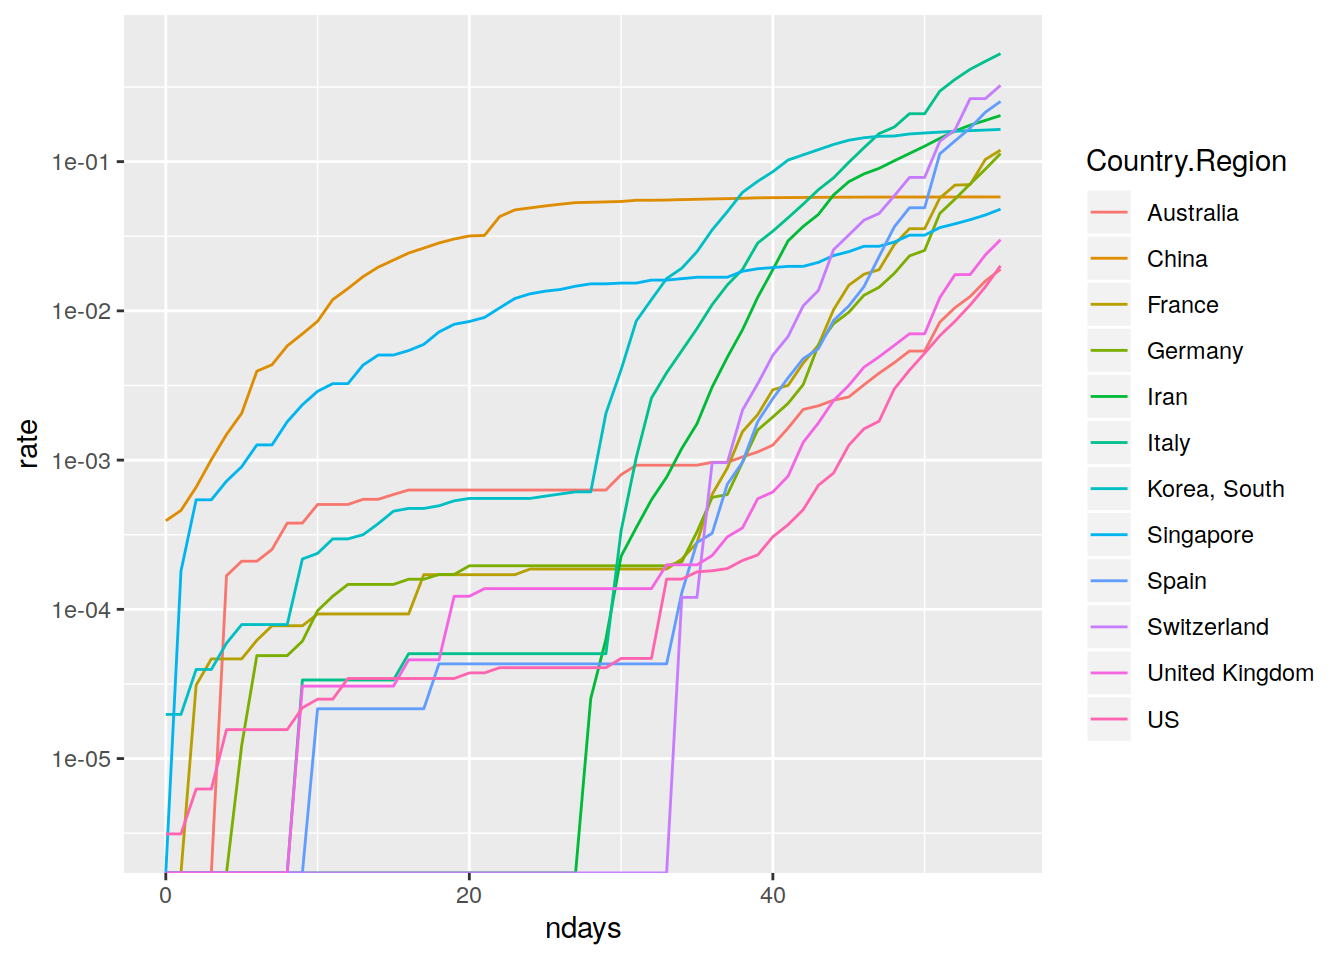 rate
1e-01
1e-02
1e-03
1e-04
1e-05
0
20
40
ndays
Country.Region
Australia
China
France
Germany
Iran
Italy
Korea, South
Singapore
Spain
Switzerland
United Kingdom
US